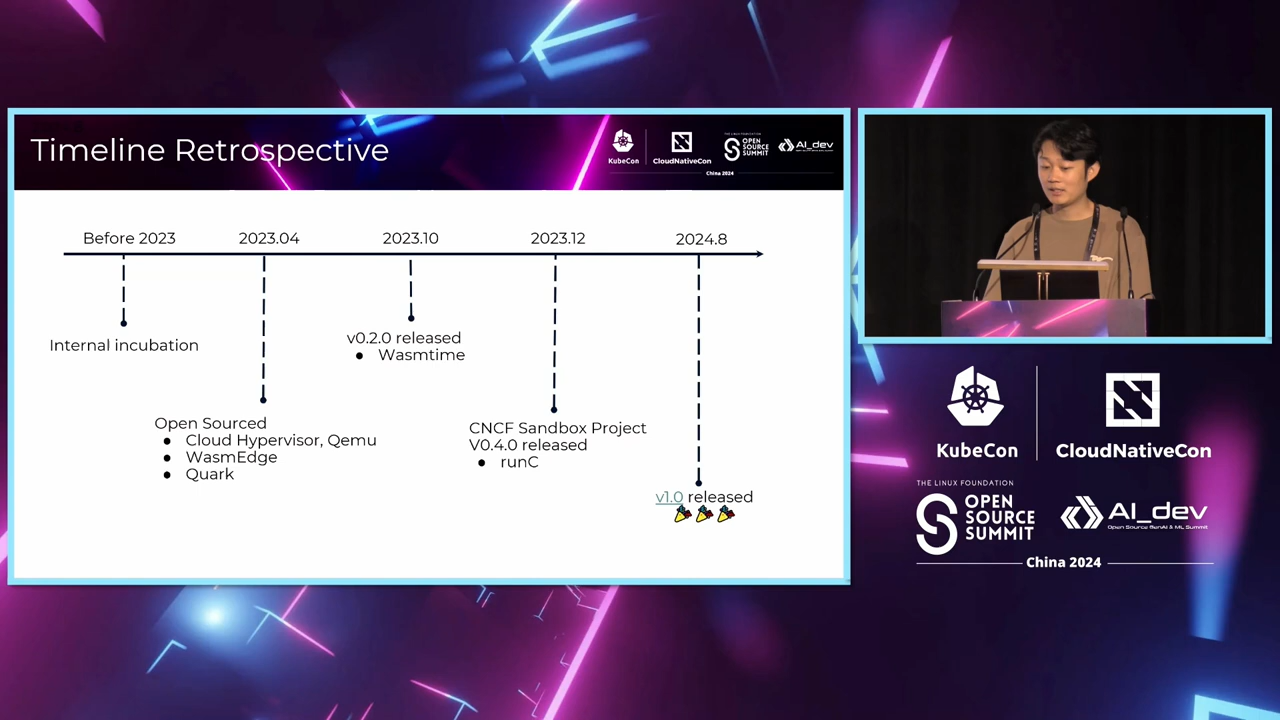 Timeline Retrospective
KubeCon
CloudNativeCon
THE LINUX FOUNDATION
OPEN
SOURCE
SUMMIT
AI_dev
China 2024
Before 2023
2023.04
2023.10
2023.12
2024.8
Internal incubation
Open Sourced
● Cloud Hypervisor, Qemu
● WasmEdge
● Quark
v0.2.0 released
● Wasmtime
CNCF Sandbox Project
V0.4.0 released
● runC
v1.0 released
KubeCon
CloudNativeCon
THE LINUX FOUNDATION
OPEN
SOURCE
SUMMIT
AI_dev
Open Source GenAI & ML Summit
China 2024